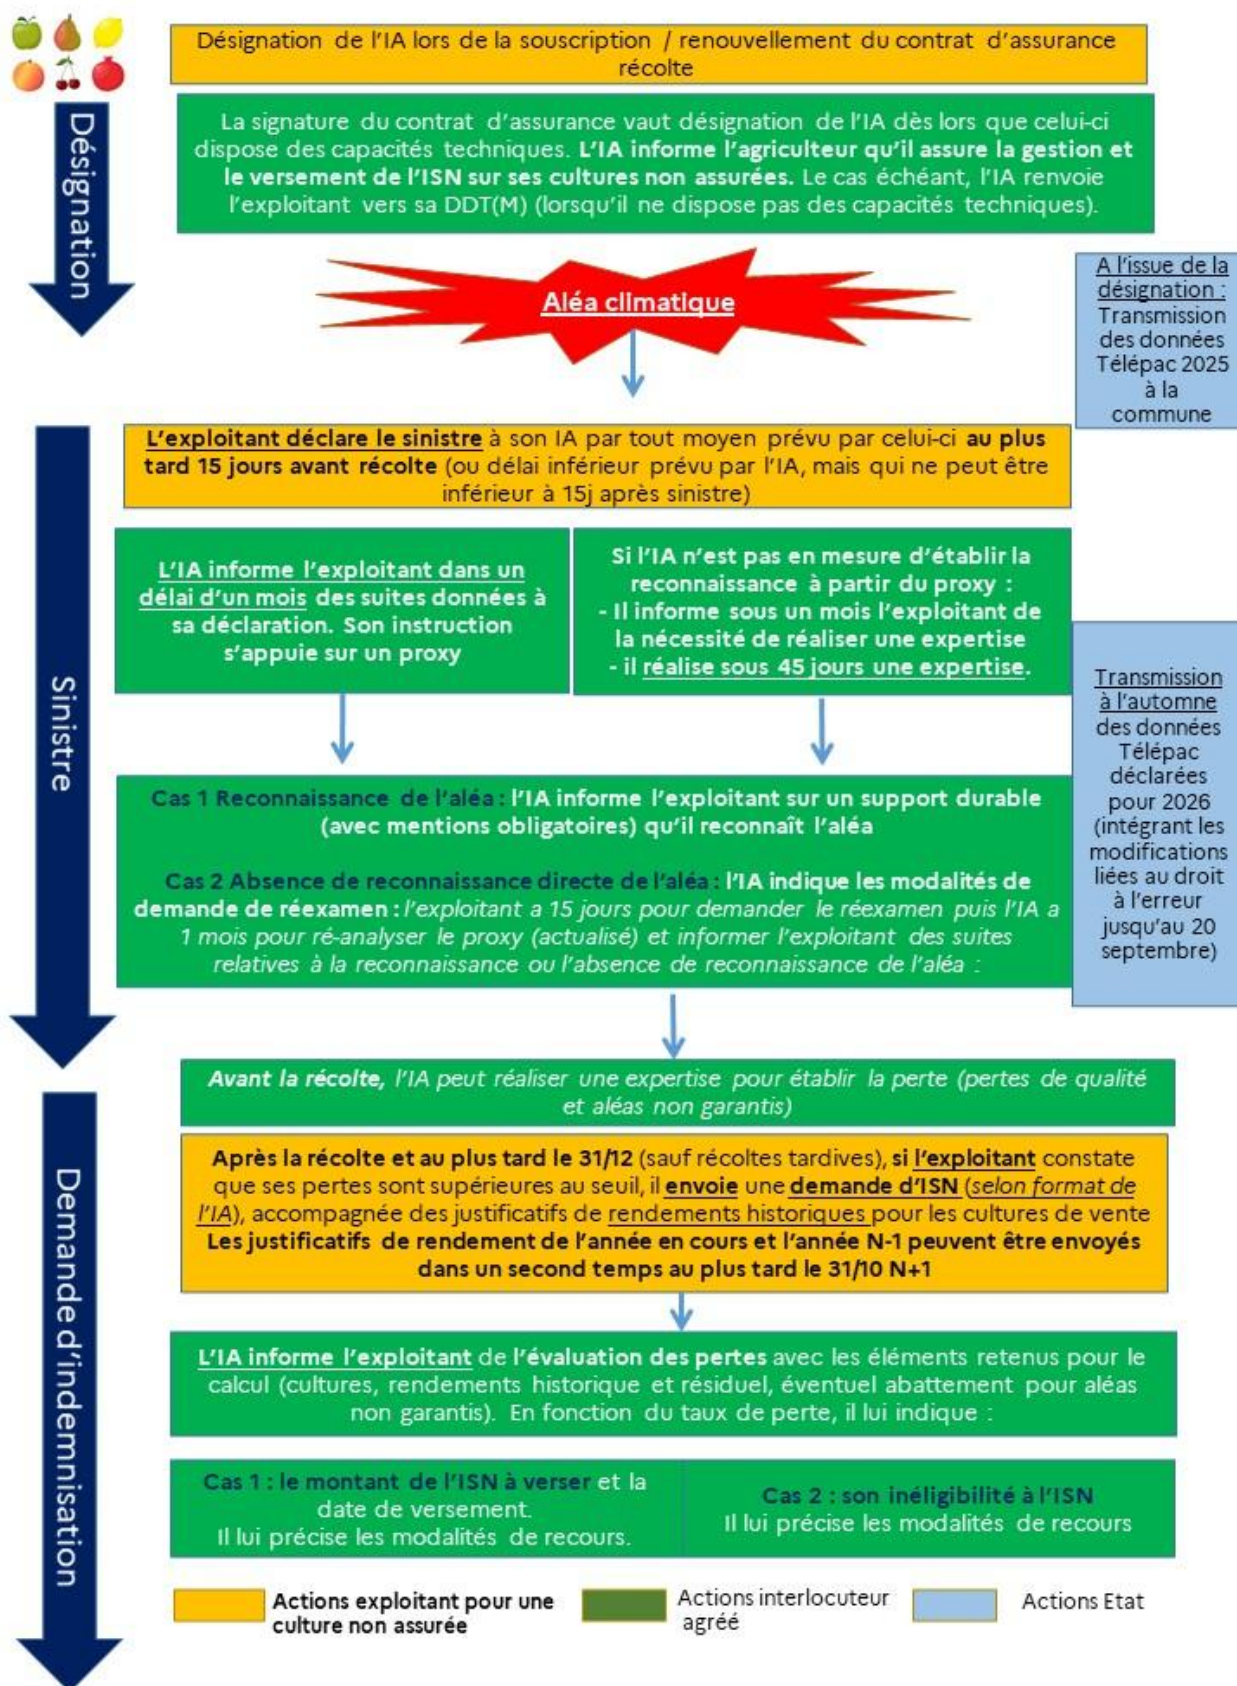 Désignation de l'IA lors de la souscription / renouvellement du contrat d'assurance
récolte
Désignation
La signature du contrat d'assurance vaut désignation de l'IA dès lors que celui-ci
dispose des capacités techniques. L'IA informe l'agriculteur qu'il assure la gestion et
le versement de l'ISN sur ses cultures non assurées. Le cas échéant, l'IA renvoie
l'exploitant vers sa DDT(M) (lorsqu'il ne dispose pas des capacités techniques).
Aléa climatique
A l'issue de la
désignation :
Transmission
des données
Télépac 2025
à la
commune
Sinistre
L'exploitant déclare le sinistre à son IA par tout moyen prévu par celui-ci au plus
tard 15 jours avant récolte (ou délai inférieur prévu par l'IA, mais qui ne peut être
inférieur à 15j après sinistre)
L'IA informe l'exploitant dans un
délai d'un mois des suites données à
sa déclaration. Son instruction
s'appuie sur un proxy
Si l'IA n'est pas en mesure d'établir la
reconnaissance à partir du proxy :
- Il informe sous un mois l'exploitant de
la nécessité de réaliser une expertise
- il réalise sous 45 jours une expertise.
Transmission
à l'automne
des données
Télépac
déclarées
pour 2026
(intégrant les
modifications
liées au droit
à l'erreur
jusqu'au 20
septembre)
Cas 1 Reconnaissance de l'aléa : l'IA informe l'exploitant sur un support durable
(avec mentions obligatoires) qu'il reconnaît l'aléa
Cas 2 Absence de reconnaissance directe de l'aléa : l'IA indique les modalités de
demande de réexamen : l'exploitant a 15 jours pour demander le réexamen puis l'IA a
1 mois pour ré-analyser le proxy (actualisé) et informer l'exploitant des suites
relatives à la reconnaissance ou l'absence de reconnaissance de l'aléa :
Demande d'indemnisation
Avant la récolte, l'IA peut réaliser une expertise pour établir la perte (pertes de qualité
et aléas non garantis)
Après la récolte et au plus tard le 31/12 (sauf récoltes tardives), si l'exploitant constate
que ses pertes sont supérieures au seuil, il envoie une demande d'ISN (selon format de
l'IA), accompagnée des justificatifs de rendements historiques pour les cultures de vente
Les justificatifs de rendement de l'année en cours et l'année N-1 peuvent être envoyés
dans un second temps au plus tard le 31/10 N+1
L'IA informe l'exploitant de l'évaluation des pertes avec les éléments retenus pour le
calcul (cultures, rendements historique et résiduel, éventuel abattement pour aléas
non garantis). En fonction du taux de perte, il lui indique :
Cas 1 : le montant de l'ISN à verser et la
date de versement.
Il lui précise les modalités de recours.
Cas 2 : son inéligibilité à l'ISN
Il lui précise les modalités de recours
Actions exploitant pour une
culture non assurée
Actions interlocuteur
agréé
Actions Etat